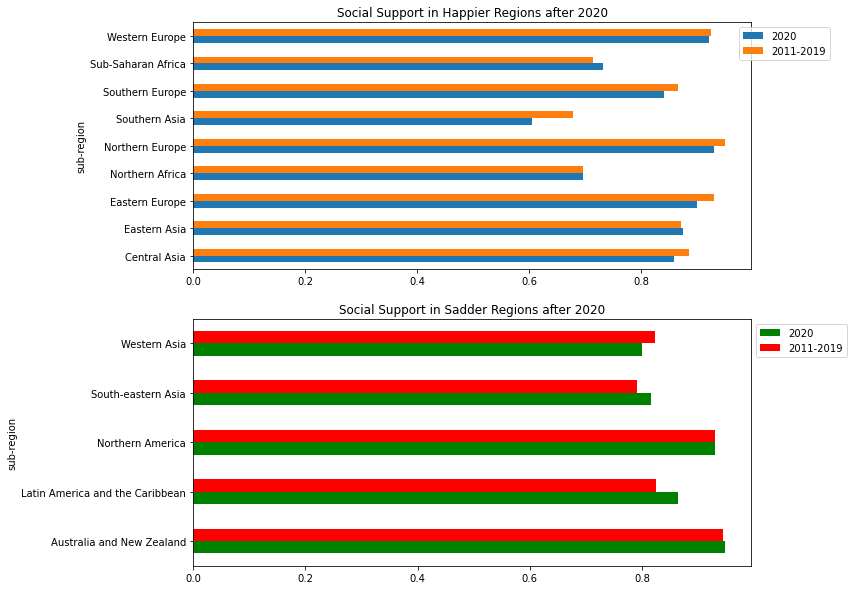 Social Support in Happier Regions after 2020
sub-region
Western Europe
Sub-Saharan Africa
Southern Europe
Southern Asia
Northern Europe
Northern Africa
Eastern Europe
Eastern Asia
Central Asia
0.0 0.2 0.4 0.6 0.8
2020
2011-2019
Social Support in Sadder Regions after 2020
sub-region
Western Asia
South-eastern Asia
Northern America
Latin America and the Caribbean
Australia and New Zealand
0.0 0.2 0.4 0.6 0.8
2020
2011-2019